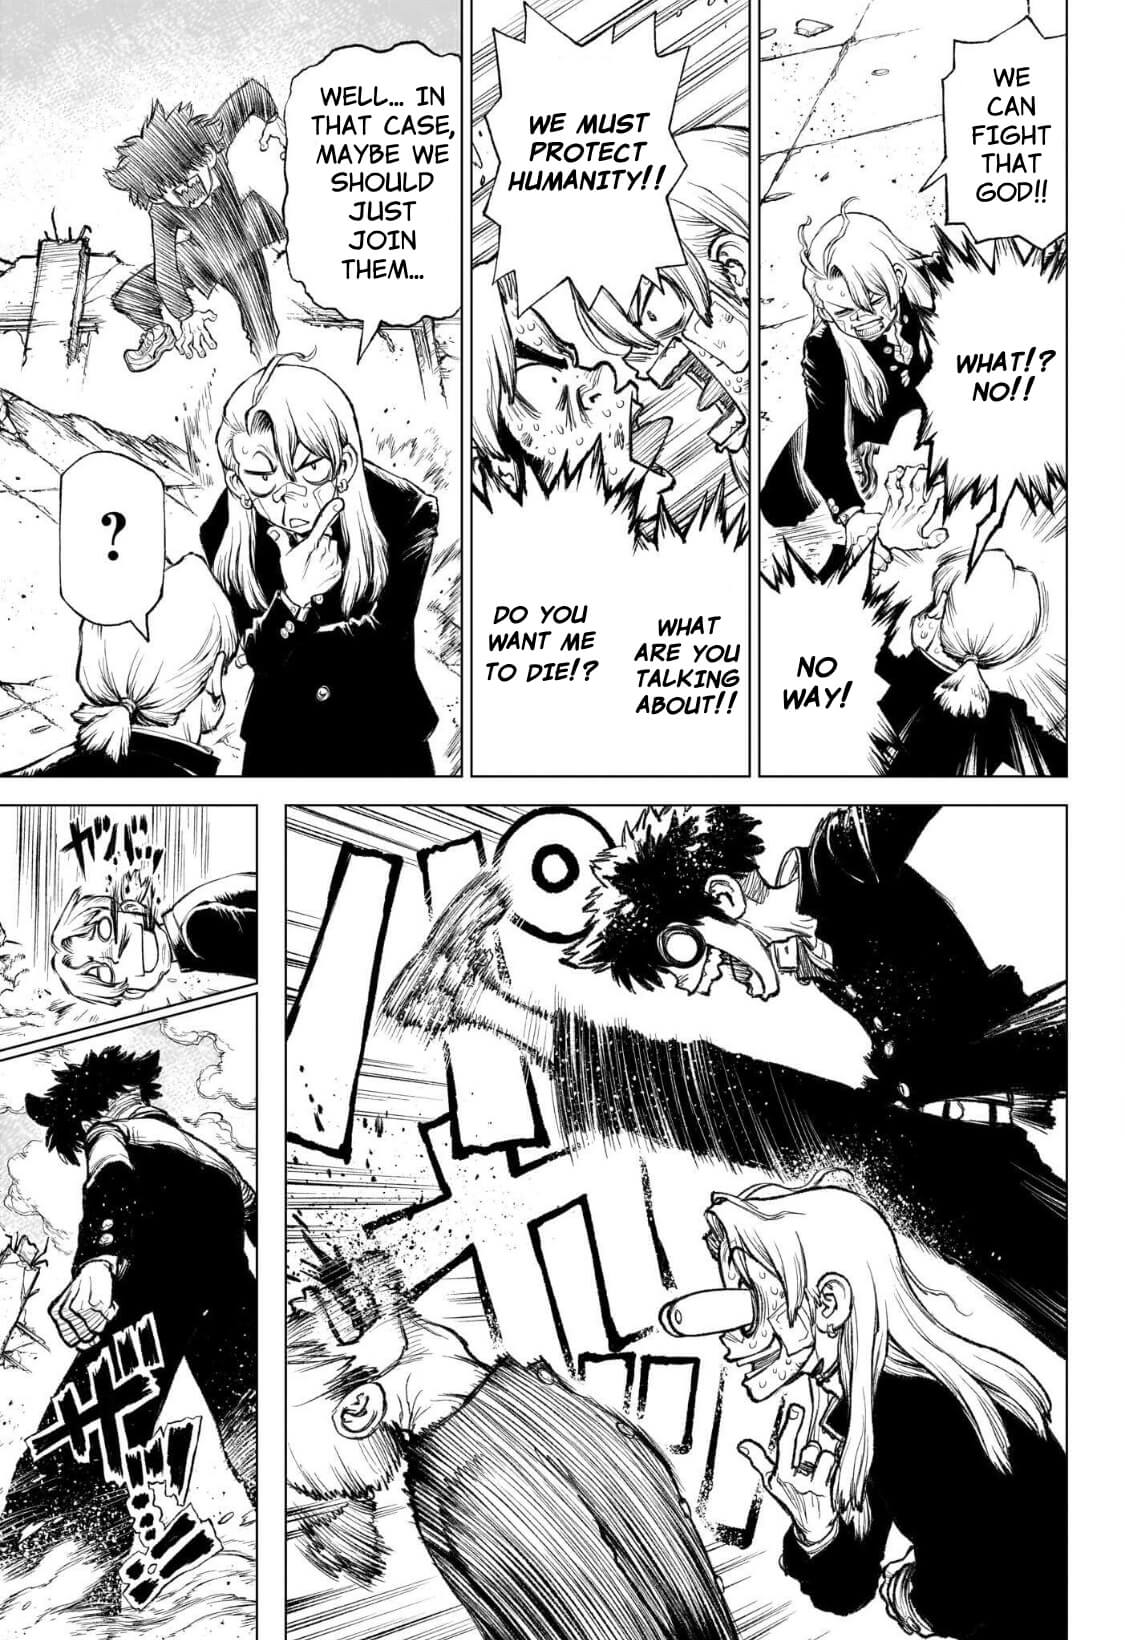 WE
CAN
FIGHT
THAT
GOD!!
WHAT!?
NO!!
NO
WAY!
WE MUST
PROTECT
HUMANITY!!
WHAT
ARE YOU
TALKING
ABOUT!!
DO YOU
WANT ME
TO DIE!?
WELL... IN
THAT CASE,
MAYBE WE
SHOULD
JUST
JOIN
THEM...
?